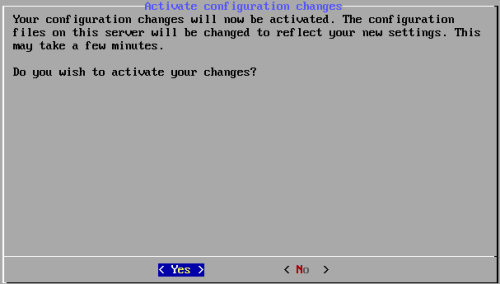 Activate configuration changes
Your configuration changes will now be activated. The configuration
files on this server will be changed to reflect your new settings. This
may take a few minutes.
Do you wish to activate your changes?
< Yes > < No >